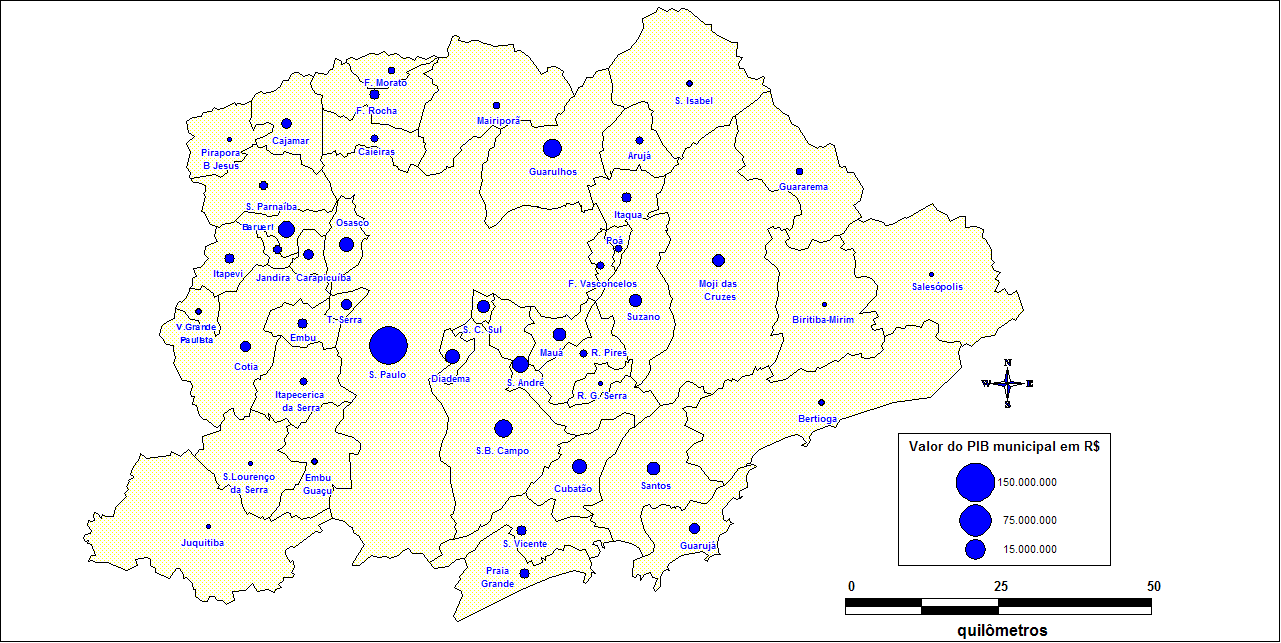 F. Morato
S. Isabel
F. Rocha
Mairiporã
Cajamar
Caieiras
Arujá
Pirapora
B Jesus
Guarulhos
Guararema
S. Parnaíba
Itaqua
Barueri
Osasco
Poá
Itapevi
Jandira
Carapicuíba
F. Vasconcelos
Moji das
Cruzes
Salesópolis
V.Grande
Paulista
T. Serra
Suzano
Biritiba-Mirim
Embu
S. C. Sul
Mauá
R. Pires
Cotia
S. Paulo
Diadema
S. André
Itapecerica
da Serra
R. G. Serra
N
W
E
S
Bertioga
S.B. Campo
Valor do PIB municipal em R$
150.000.000
75.000.000
15.000.000
S.Lourenço
da Serra
Embu
Guaçu
Cubatão
Santos
Juquitiba
S. Vicente
Guarujá
Praia
Grande
0
25
50
quilômetros